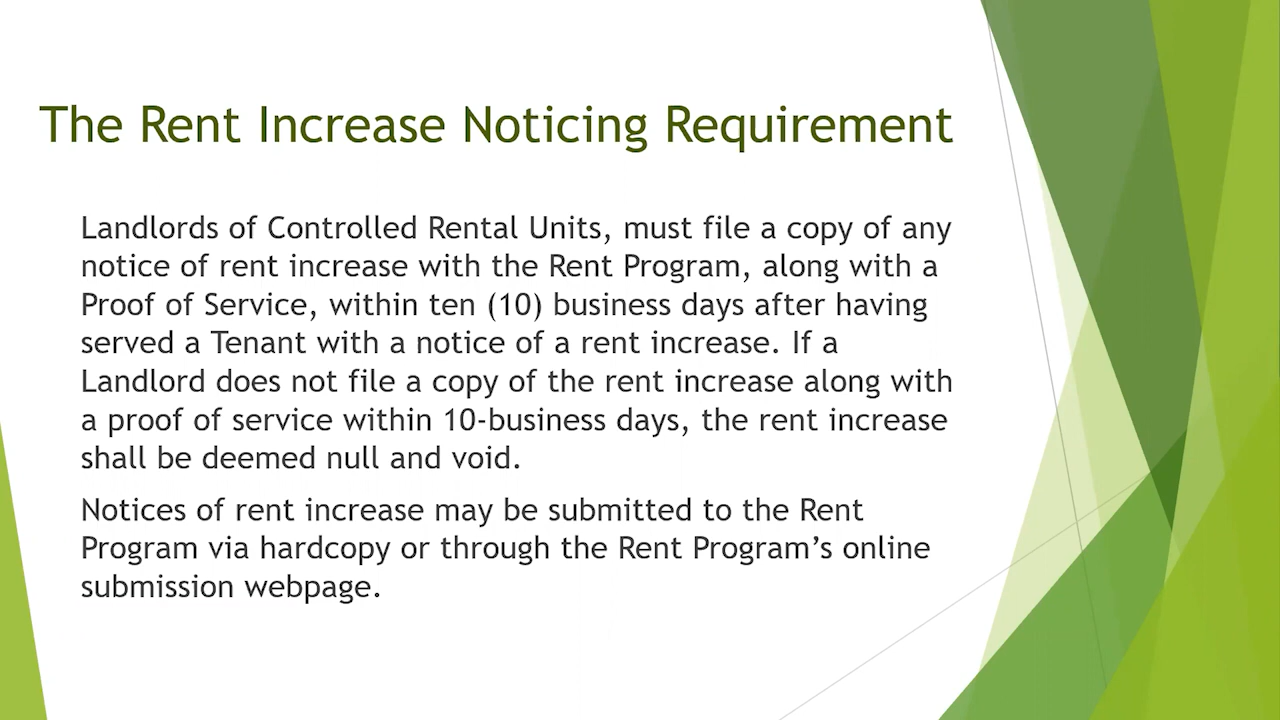 The Rent Increase Noticing Requirement
Landlords of Controlled Rental Units, must file a copy of any
notice of rent increase with the Rent Program, along with a
Proof of Service, within ten (10) business days after having
served a Tenant with a notice of a rent increase. If a
Landlord does not file a copy of the rent increase along with
a proof of service within 10-business days, the rent increase
shall be deemed null and void.
Notices of rent increase may be submitted to the Rent
Program via hardcopy or through the Rent Program’s online
submission webpage.